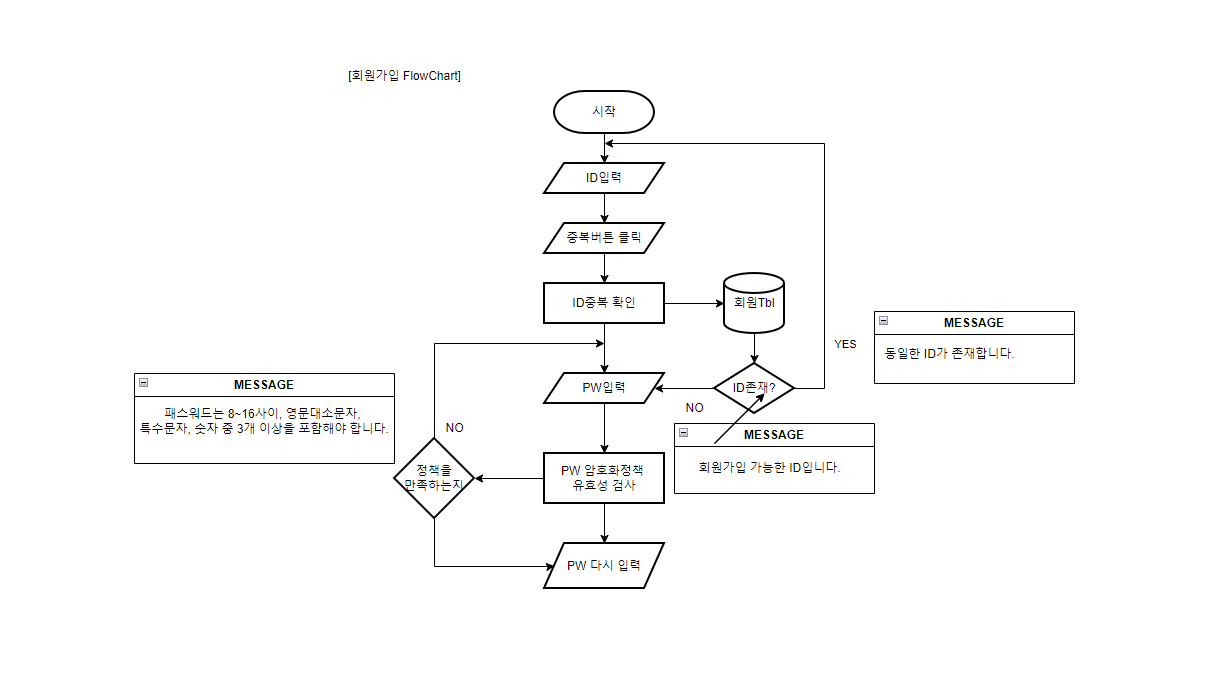 [회원가입 FlowChart]
시작
ID입력
중복버튼 클릭
ID중복 확인
회원Tbl
MESSAGE
동일한 ID가 존재합니다.
YES
ID존재?
PW입력
NO
MESSAGE
회원가입 가능한 ID입니다.
MESSAGE
패스워드는 8~16사이, 영문대소문자,
특수문자, 숫자 중 3개 이상을 포함해야 합니다.
NO
정책을
만족하는지
PW 암호화정책
유효성 검사
PW 다시 입력